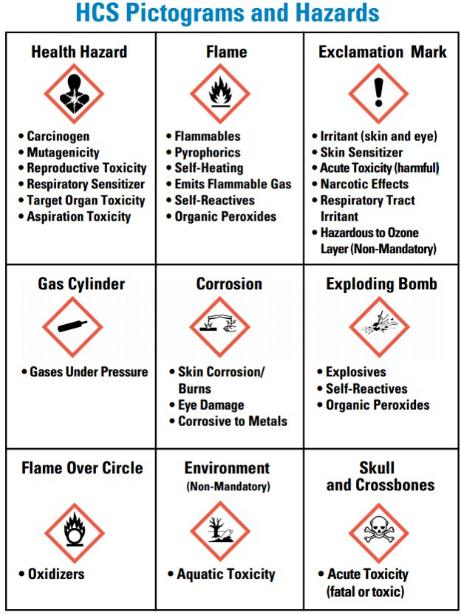 HCS Pictograms and Hazards
Health Hazard
• Carcinogen
• Mutagenicity
• Reproductive Toxicity
• Respiratory Sensitizer
• Target Organ Toxicity
• Aspiration Toxicity
Flame
• Flammables
• Pyrophorics
• Self-Heating
• Emits Flammable Gas
• Self-Reactives
• Organic Peroxides
Exclamation Mark
• Irritant (skin and eye)
• Skin Sensitizer
• Acute Toxicity (harmful)
• Narcotic Effects
• Respiratory Tract
Irritant
• Hazardous to Ozone
Layer (Non-Mandatory)
Gas Cylinder
• Gases Under Pressure
Corrosion
• Skin Corrosion/
Burns
• Eye Damage
• Corrosive to Metals
Exploding Bomb
• Explosives
• Self-Reactives
• Organic Peroxides
Flame Over Circle
• Oxidizers
Environment
(Non-Mandatory)
• Aquatic Toxicity
Skull
and Crossbones
• Acute Toxicity
(fatal or toxic)